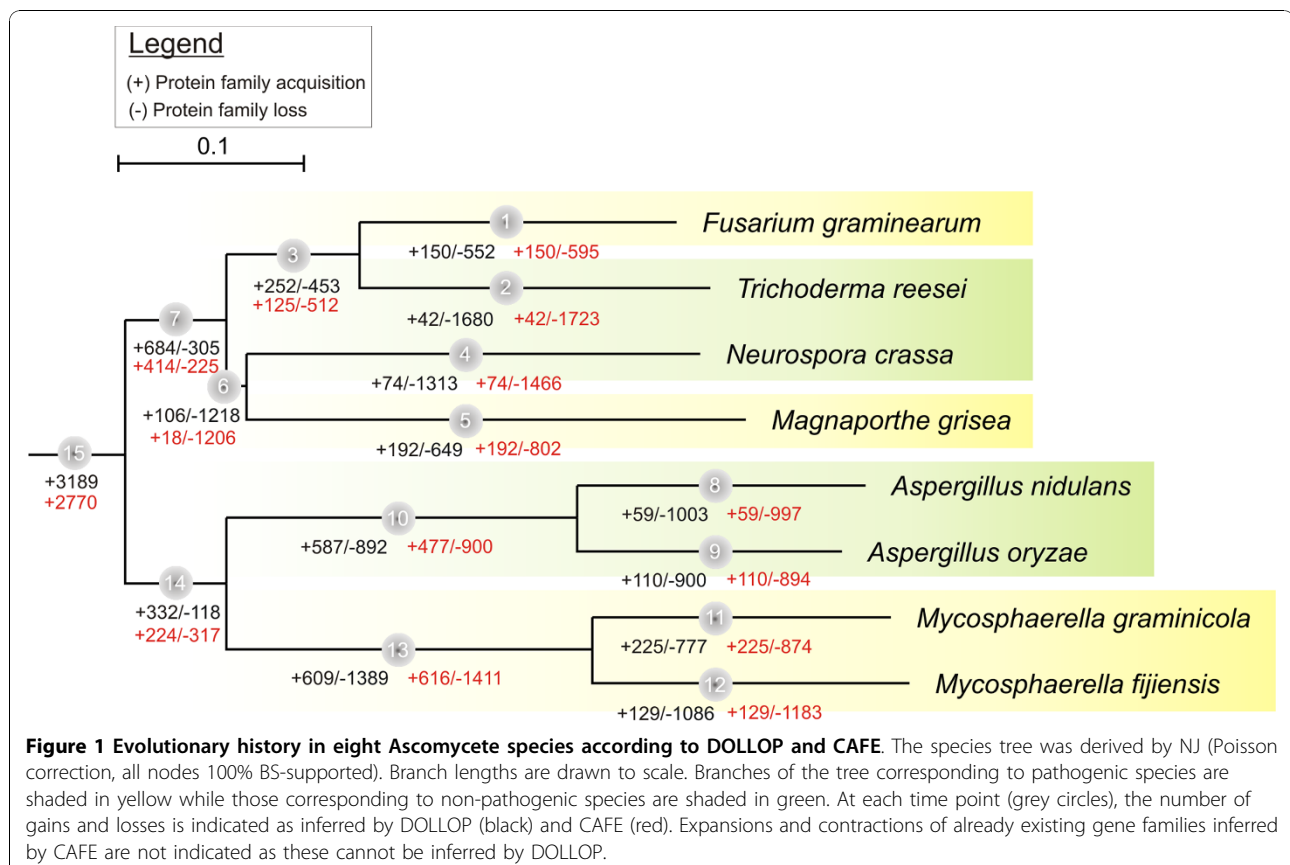 Legend
(+) Protein family acquisition
(-) Protein family loss
0.1
1
Fusarium graminearum
+150/-552 +150/-595
3
+252/-453
+125/-512
2
Trichoderma reesei
+42/-1680 +42/-1723
7
+684/-305
+414/-225
4
Neurospora crassa
+74/-1313 +74/-1466
6
+106/-1218
+18/-1206
5
Magnaporthe grisea
+192/-649 +192/-802
15
+3189
+2770
8
Aspergillus nidulans
+59/-1003 +59/-997
10
+587/-892 +477/-900
9
Aspergillus oryzae
+110/-900 +110/-894
14
+332/-118
+224/-317
11
Mycosphaerella graminicola
+225/-777 +225/-874
13
+609/-1389 +616/-1411
12
Mycosphaerella fijiensis
+129/-1086 +129/-1183
Figure 1 Evolutionary history in eight Ascomycete species according to DOLLOP and CAFE. The species tree was derived by NJ (Poisson
correction, all nodes 100% BS-supported). Branch lengths are drawn to scale. Branches of the tree corresponding to pathogenic species are
shaded in yellow while those corresponding to non-pathogenic species are shaded in green. At each time point (grey circles), the number of
gains and losses is indicated as inferred by DOLLOP (black) and CAFE (red). Expansions and contractions of already existing gene families inferred
by CAFE are not indicated as these cannot be inferred by DOLLOP.